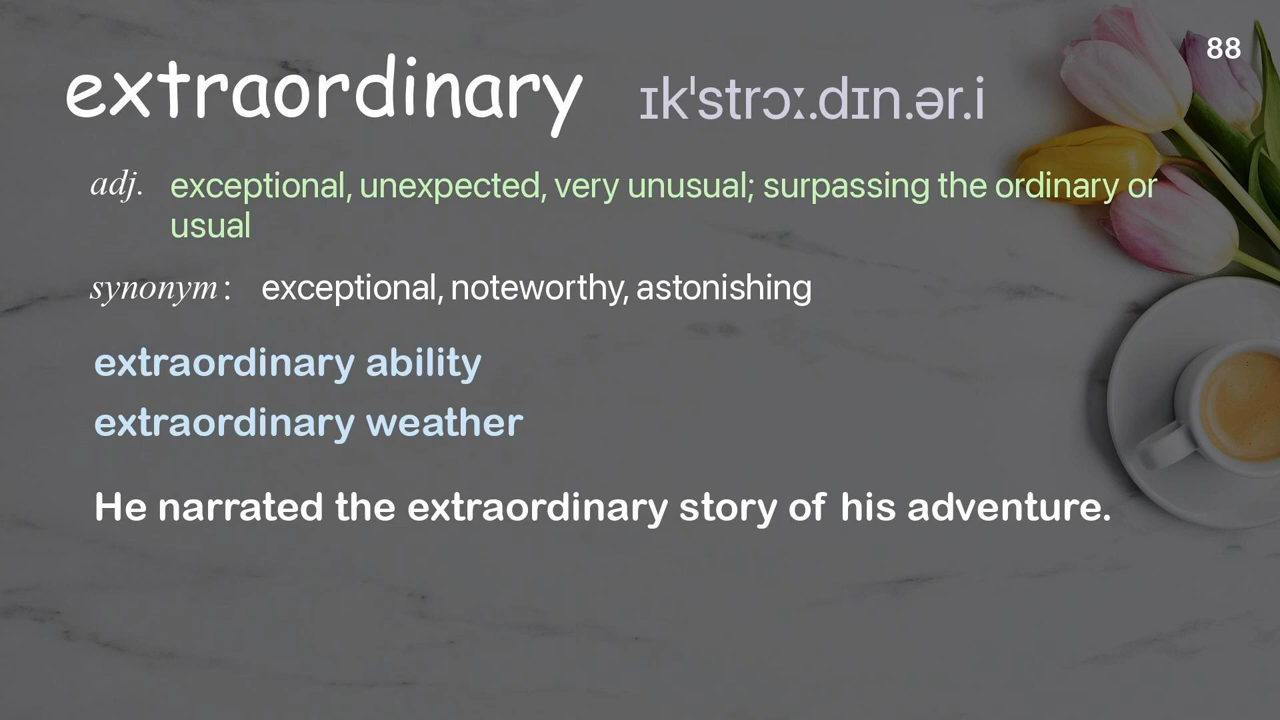 88
extraordinary ɪkˈstrɔː.dɪn.ər.i
adj. exceptional, unexpected, very unusual; surpassing the ordinary or
usual
synonym: exceptional, noteworthy, astonishing
extraordinary ability
extraordinary weather
He narrated the extraordinary story of his adventure.